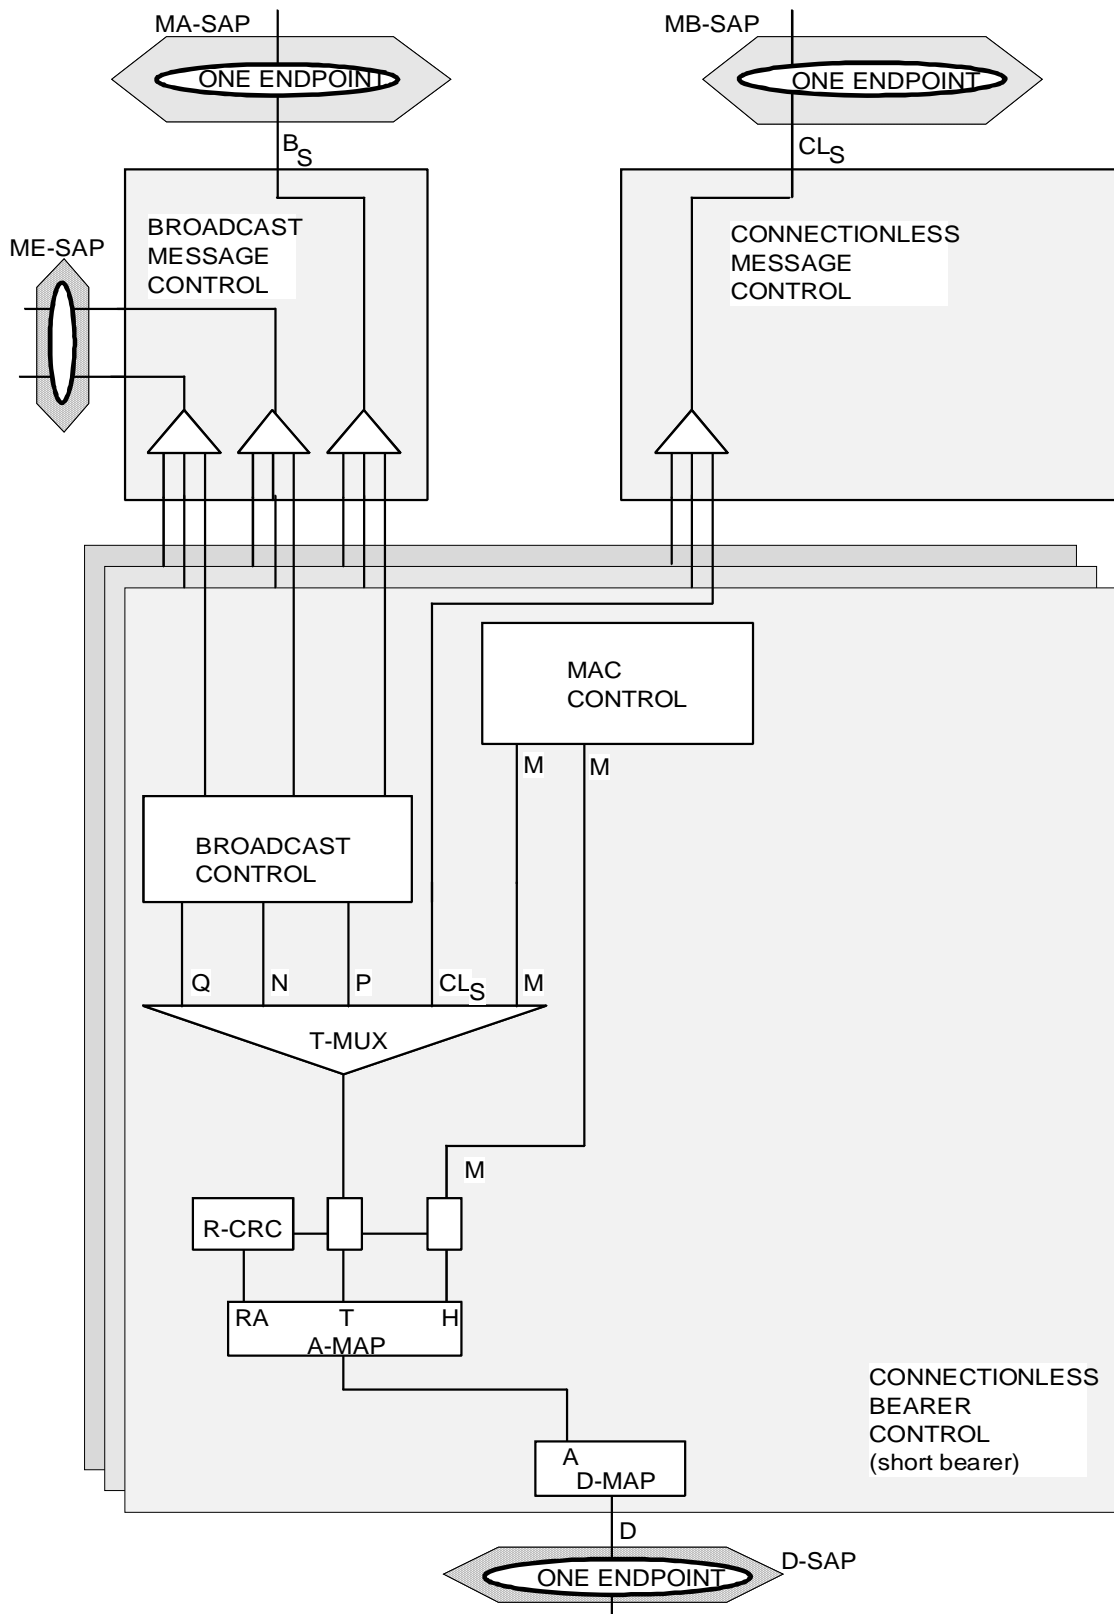 MA-SAP
MB-SAP
ONE ENDPOINT
ONE ENDPOINT
BS
CLS
ME-SAP
BROADCAST
MESSAGE
CONTROL
CONNECTIONLESS
MESSAGE
CONTROL
MAC
CONTROL
M
M
BROADCAST
CONTROL
Q
N
P
CLS
M
T-MUX
M
R-CRC
RA
T
H
A-MAP
CONNECTIONLESS
BEARER
CONTROL
(short bearer)
A
D-MAP
D
D-SAP
ONE ENDPOINT